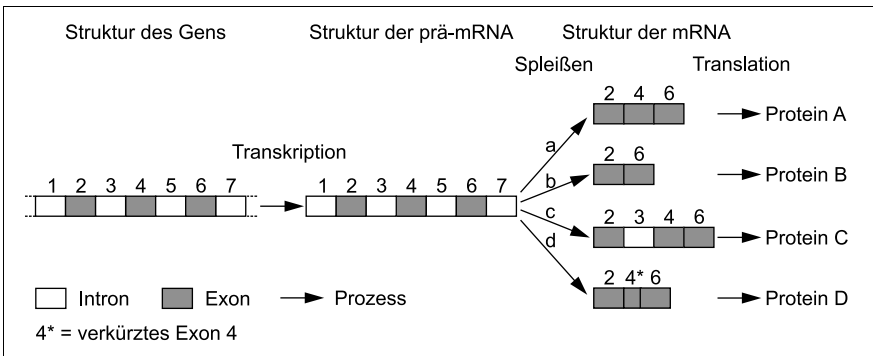 Struktur des Gens Struktur der prä-mRNA Struktur der mRNA
Spleißen Translation
2 4 6
a Protein A
Transkription
2 6
b Protein B
1 2 3 4 5 6 7 1 2 3 4 5 6 7
c 2 3 4 6
Protein C
d
2 4* 6
Intron Exon Prozess Protein D
4* = verkürztes Exon 4